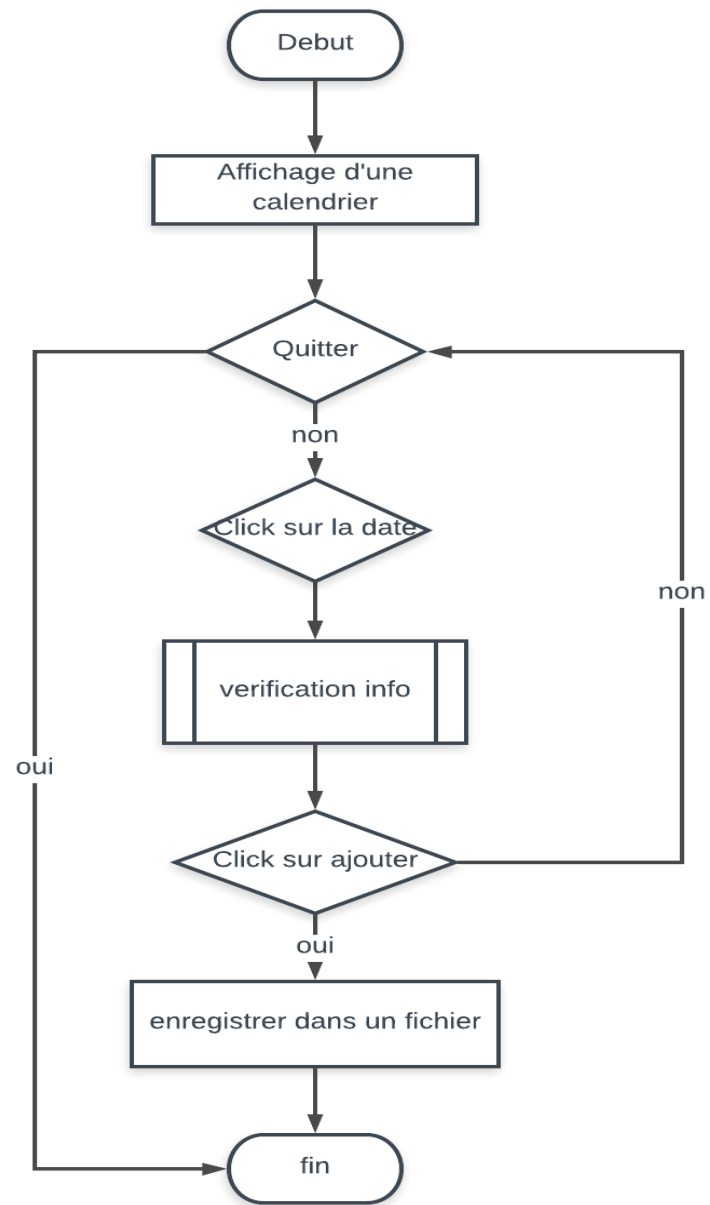 Debut
Affichage d'une
calendrier
Quitter
non
Click sur la date
non
verification info
oui
Click sur ajouter
oui
enregistrer dans un fichier
fin